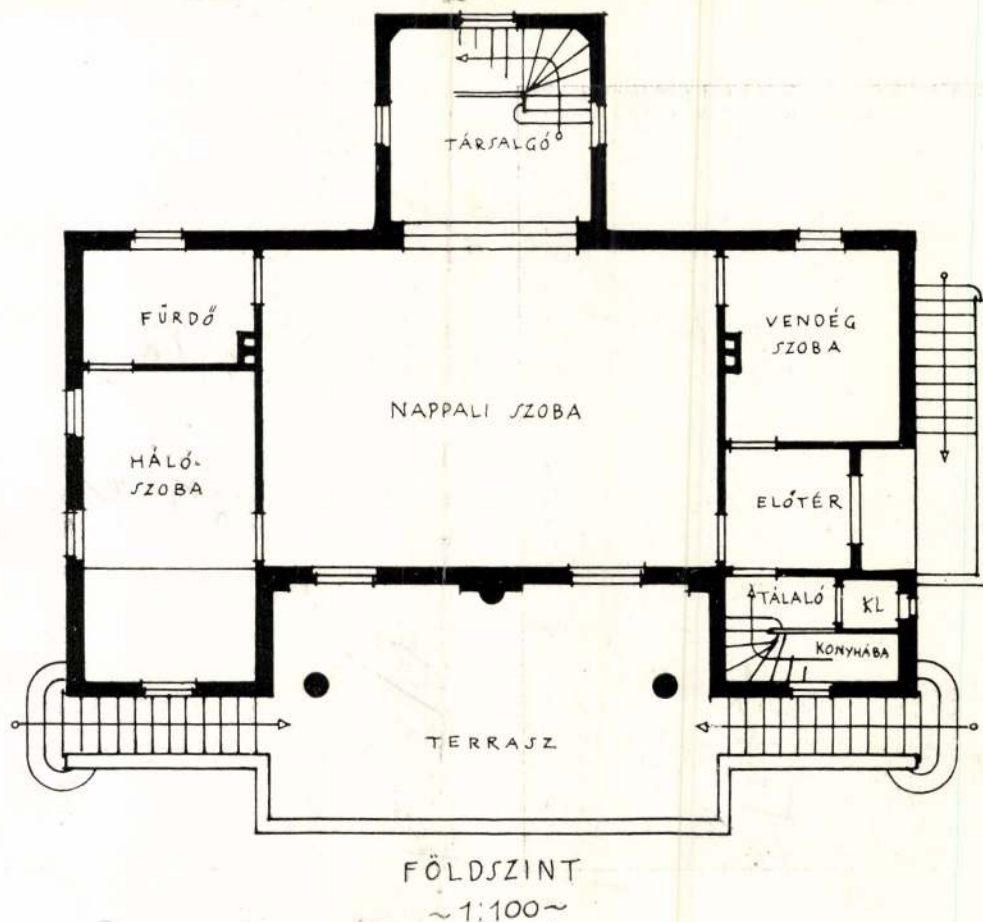 TÁRSALGÓ
FÜRDŐ
VENDÉG
SZOBA
NAPPALI SZOBA
HÁLÓ-
SZOBA
ELŐTÉR
TÁLALÓ
KL
KONYHÁBA
TERRASZ
FÖLDSZINT
~1:100~